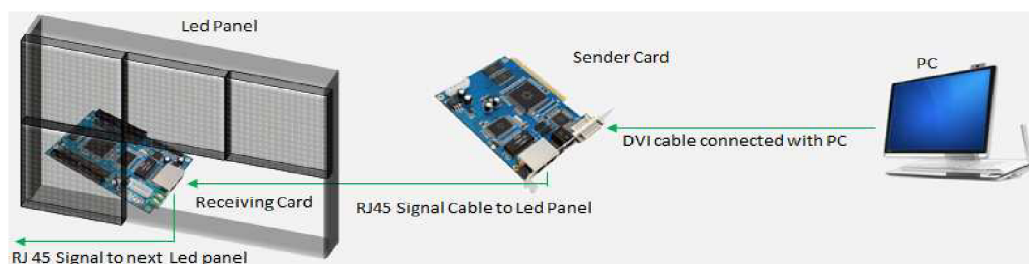 Led Panel
Sender Card
PC
DVI cable connected with PC
Receiving Card
RJ45 Signal Cable to Led Panel
RJ 45 Signal to next Led panel